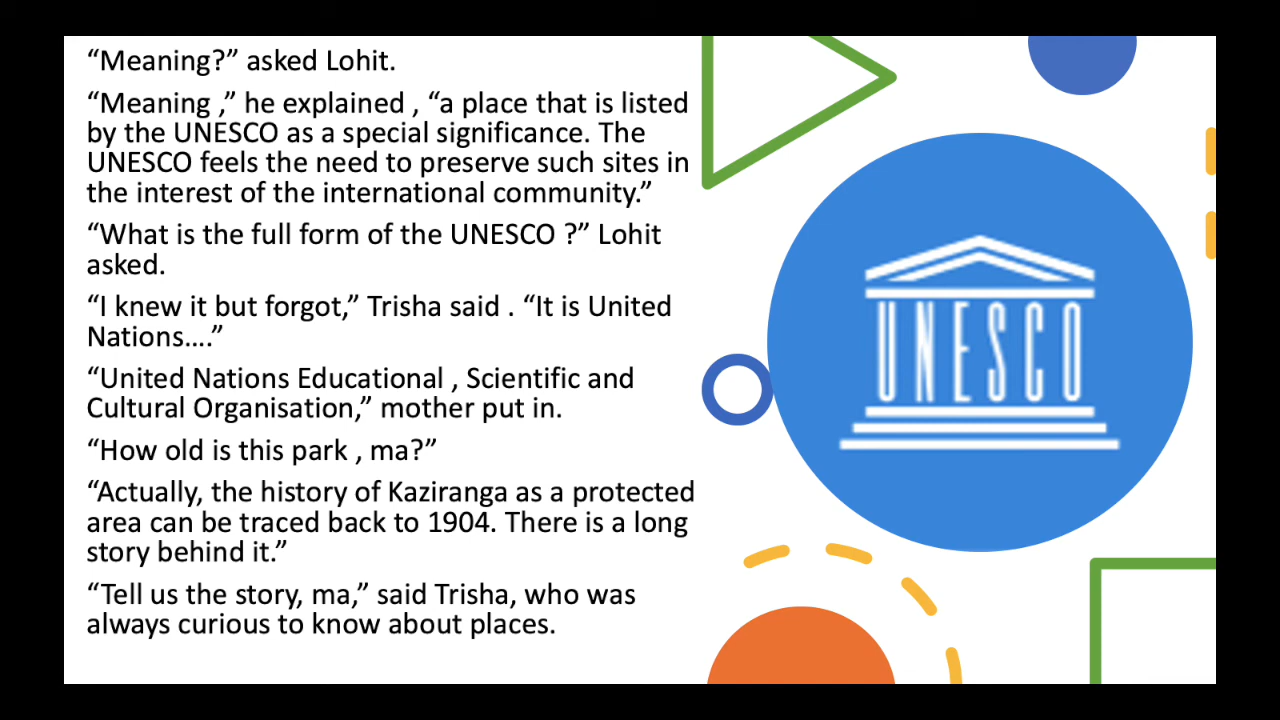 “Meaning?” asked Lohit.
“Meaning ,” he explained , “a place that is listed
by the UNESCO as a special significance. The
UNESCO feels the need to preserve such sites in
the interest of the international community.”
“What is the full form of the UNESCO ?” Lohit
asked.
“I knew it but forgot,” Trisha said . “It is United
Nations....”
“United Nations Educational , Scientific and
Cultural Organisation,” mother put in.
“How old is this park , ma?”
“Actually, the history of Kaziranga as a protected
area can be traced back to 1904. There is a long
story behind it.”
“Tell us the story, ma,” said Trisha, who was
always curious to know about places.
UNESCO